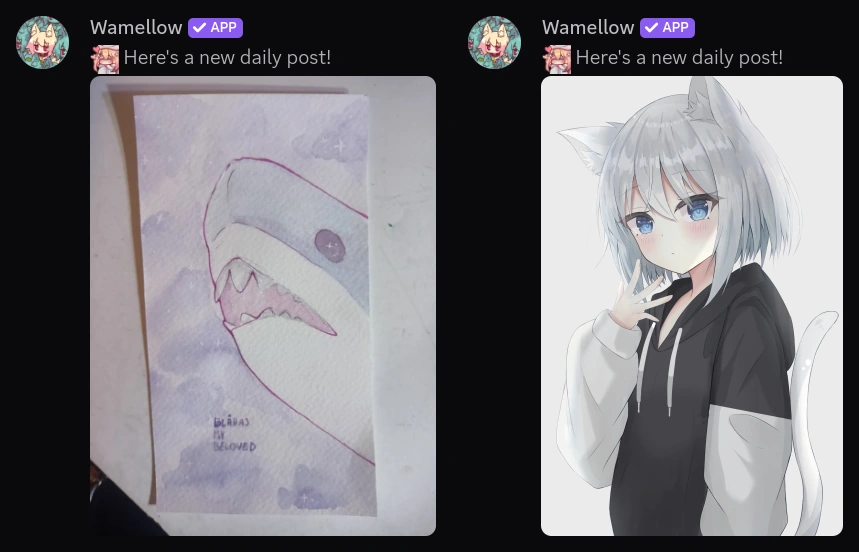 Wamellow ✓ APP
Here's a new daily post!
BLÅHAJ
MY
BELOVED
Wamellow ✓ APP
Here's a new daily post!